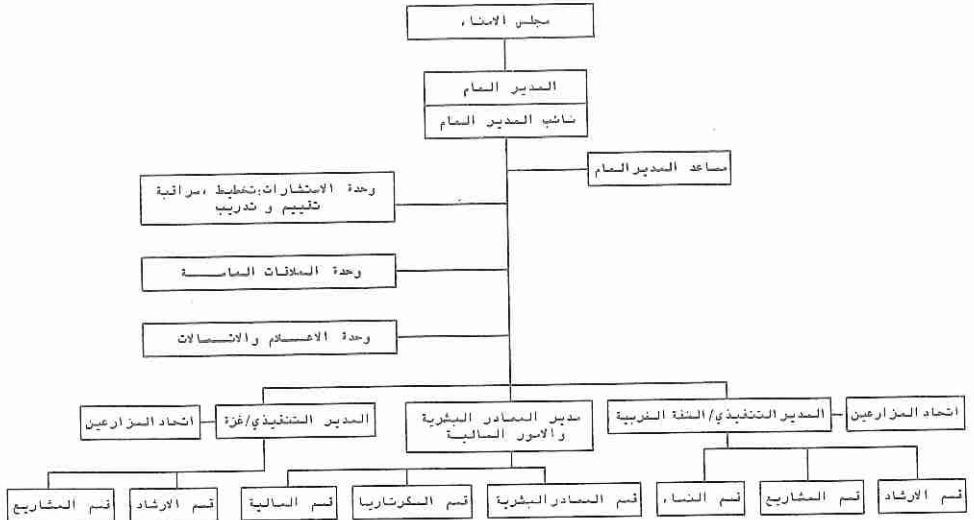 مجلس الامناء
المدير العام
نائب المدير العام
مساعد المدير العام
وحدة الاستشارات:تخطيط ،مراقبة
تقييم و تدريب
وحدة العلاقات العامة
وحدة الاعلام والاتصالات
اتحاد المزارعين
المدير التنفيذي/الضفة الغربية
مدير المصادر البشرية
والامور المالية
المدير التنفيذي/غزة
اتحاد المزارعين
قسم الارشاد
قسم المشاريع
قسم النساء
قسم المصادر البشرية
قسم السكرتاريا
قسم المالية
قسم الارشاد
قسم المشاريع